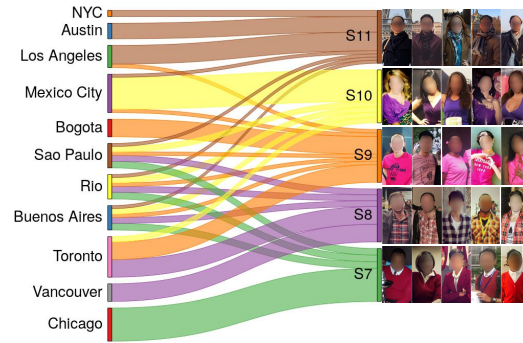 NYC
Austin
Los Angeles
Mexico City
Bogota
Sao Paulo
Rio
Buenos Aires
Toronto
Vancouver
Chicago
S11
S10
S9
S8
S7